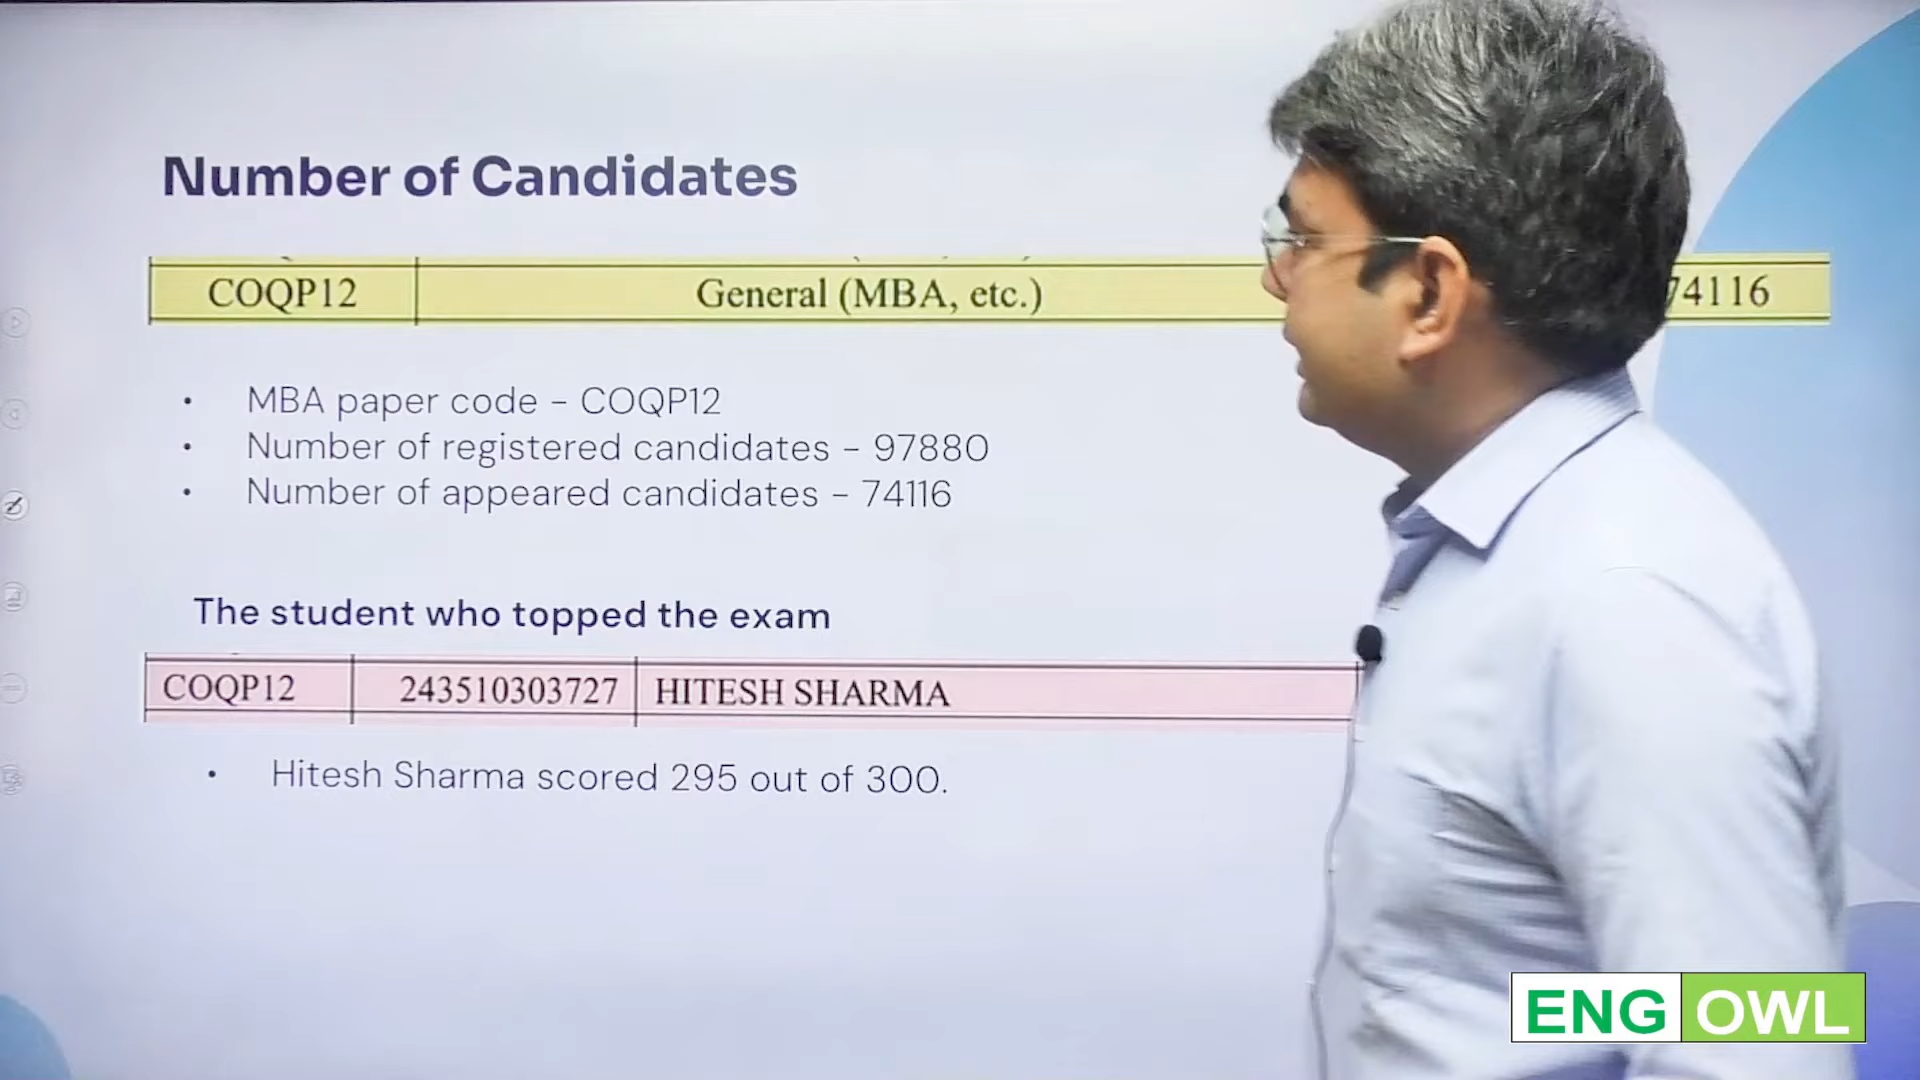 Number of Candidates
COQP12 General (MBA, etc.) 74116
• MBA paper code – COQP12
• Number of registered candidates – 97880
• Number of appeared candidates – 74116
The student who topped the exam
COQP12 243510303727 HITESH SHARMA
• Hitesh Sharma scored 295 out of 300.
ENG OWL